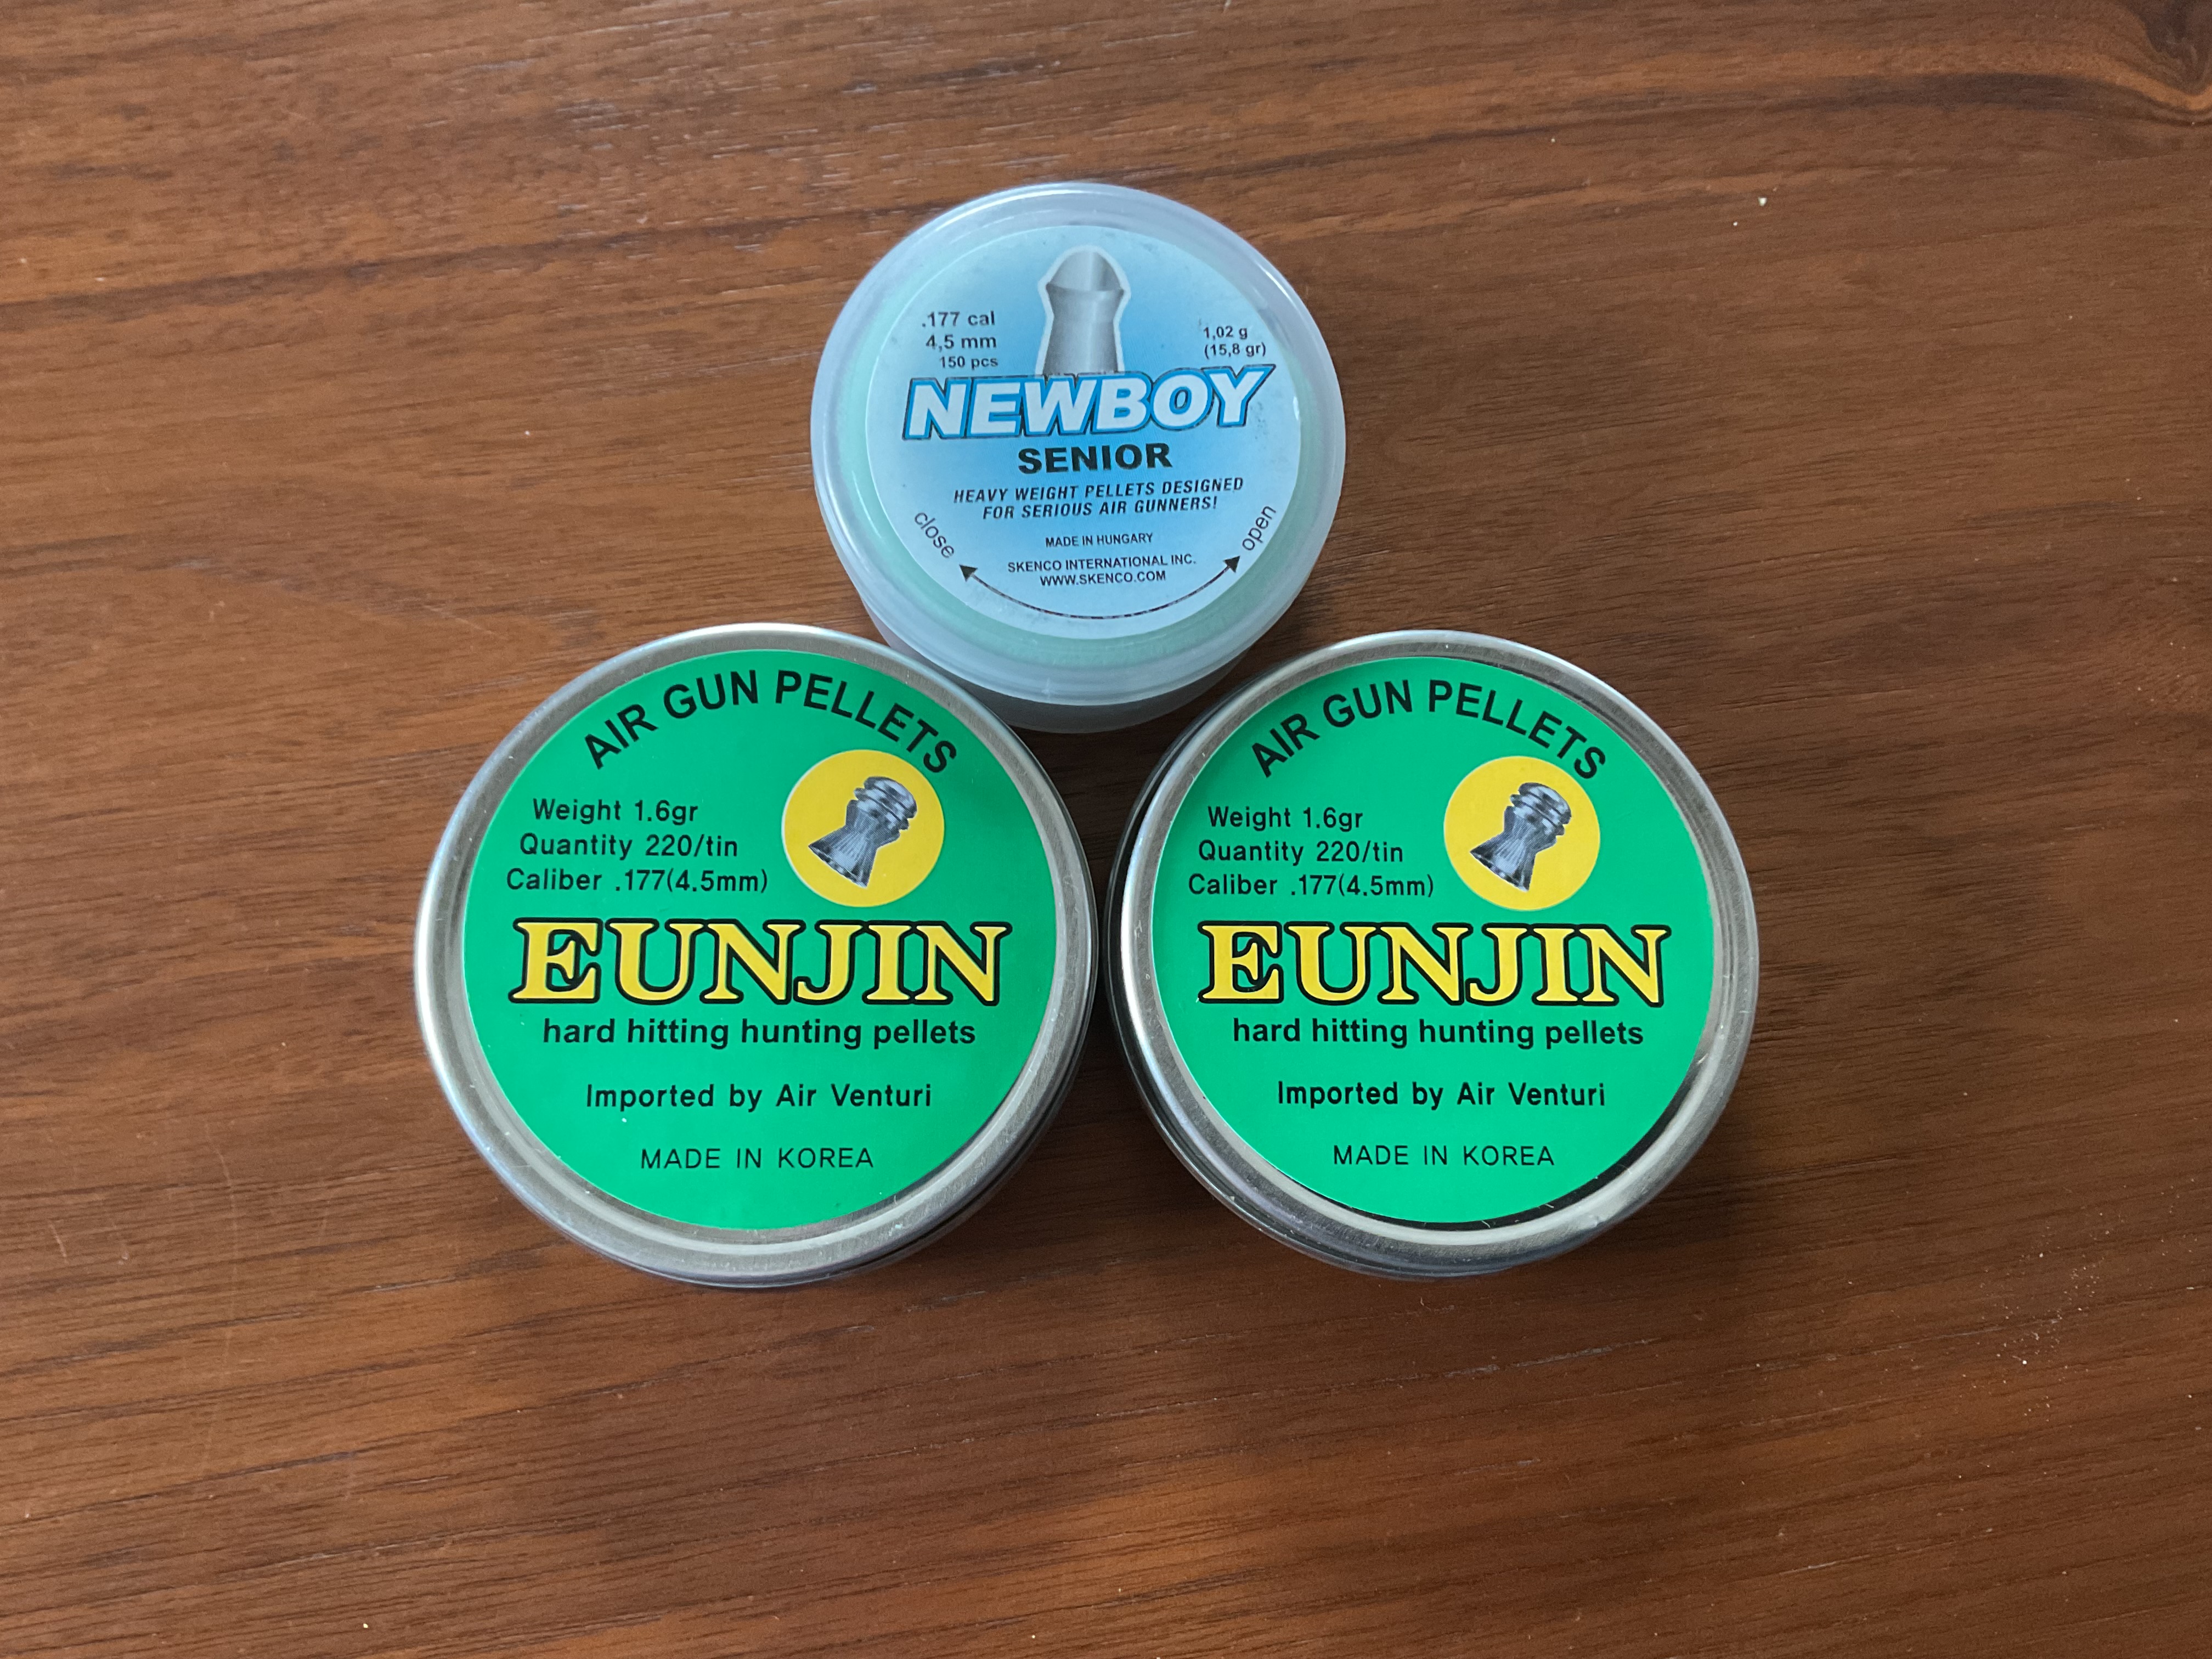 .177 cal
4,5 mm
150 pcs
1,02 g
(15,8 gr)
NEWBOY
SENIOR
HEAVY WEIGHT PELLETS DESIGNED
FOR SERIOUS AIR GUNNERS!
close
open
MADE IN HUNGARY
SKENCO INTERNATIONAL INC.
WWW.SKENCO.COM
AIR GUN PELLETS
Weight 1.6gr
Quantity 220/tin
Caliber .177(4.5mm)
EUNJIN
hard hitting hunting pellets
Imported by Air Venturi
MADE IN KOREA
AIR GUN PELLETS
Weight 1.6gr
Quantity 220/tin
Caliber .177(4.5mm)
EUNJIN
hard hitting hunting pellets
Imported by Air Venturi
MADE IN KOREA